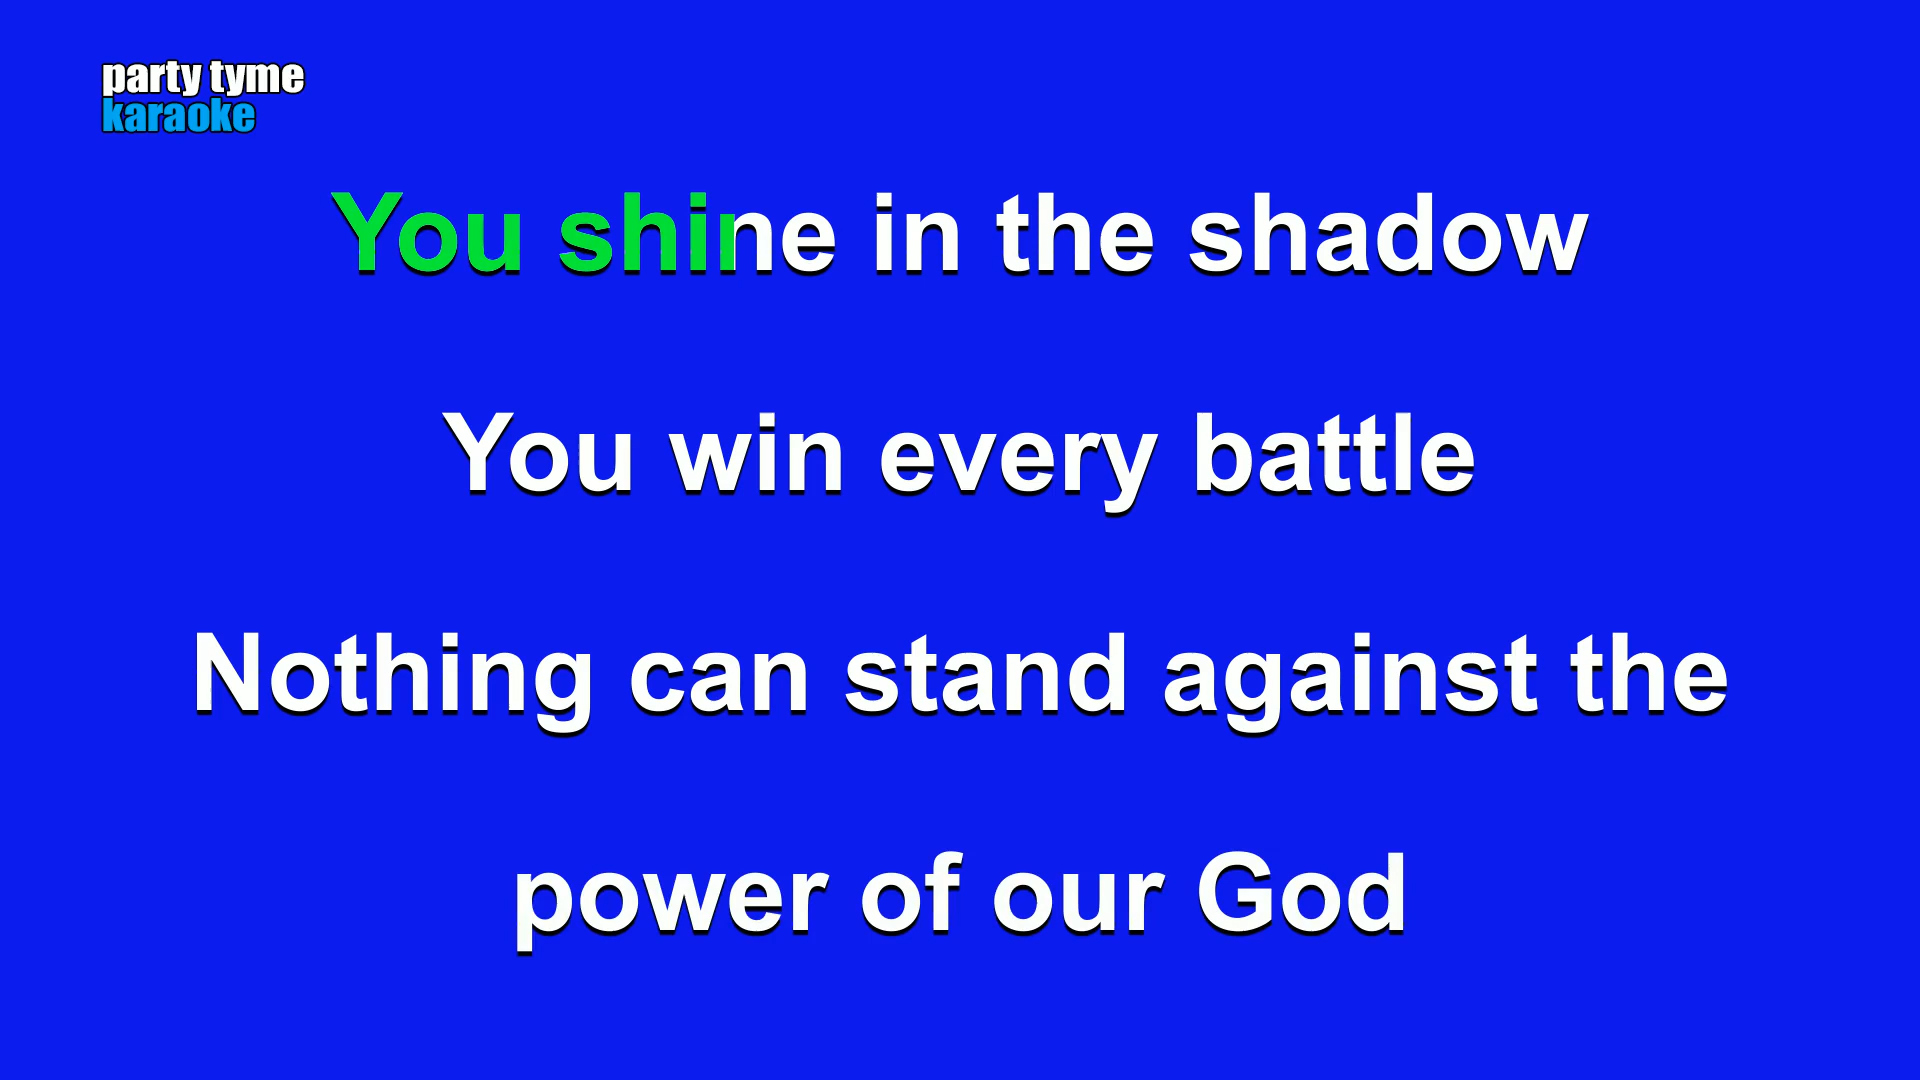 party tyme
karaoke
You shine in the shadow
You win every battle
Nothing can stand against the
power of our God